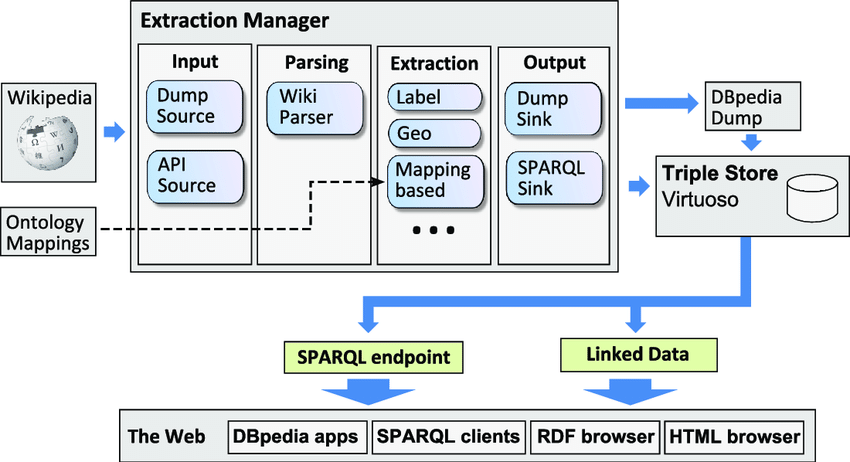 Extraction Manager
Wikipedia
Ontology
Mappings
Input
Dump
Source
API
Source
Parsing
Wiki
Parser
Extraction
Label
Geo
Mapping
based
• • •
Output
Dump
Sink
SPARQL
Sink
DBpedia
Dump
Triple Store
Virtuoso
SPARQL endpoint
Linked Data
The Web
DBpedia apps
SPARQL clients
RDF browser
HTML browser